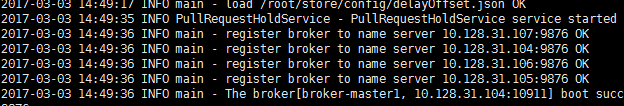 2017-03-03 14:49:17 INFO main - load /root/store/config/delayOffset.json OK
2017-03-03 14:49:35 INFO PullRequestHoldService - PullRequestHoldService service started
2017-03-03 14:49:36 INFO main - register broker to name server 10.128.31.107:9876 OK
2017-03-03 14:49:36 INFO main - register broker to name server 10.128.31.104:9876 OK
2017-03-03 14:49:36 INFO main - register broker to name server 10.128.31.106:9876 OK
2017-03-03 14:49:36 INFO main - register broker to name server 10.128.31.105:9876 OK
2017-03-03 14:49:36 INFO main - The broker[broker-master1, 10.128.31.104:10911] boot succ
9876